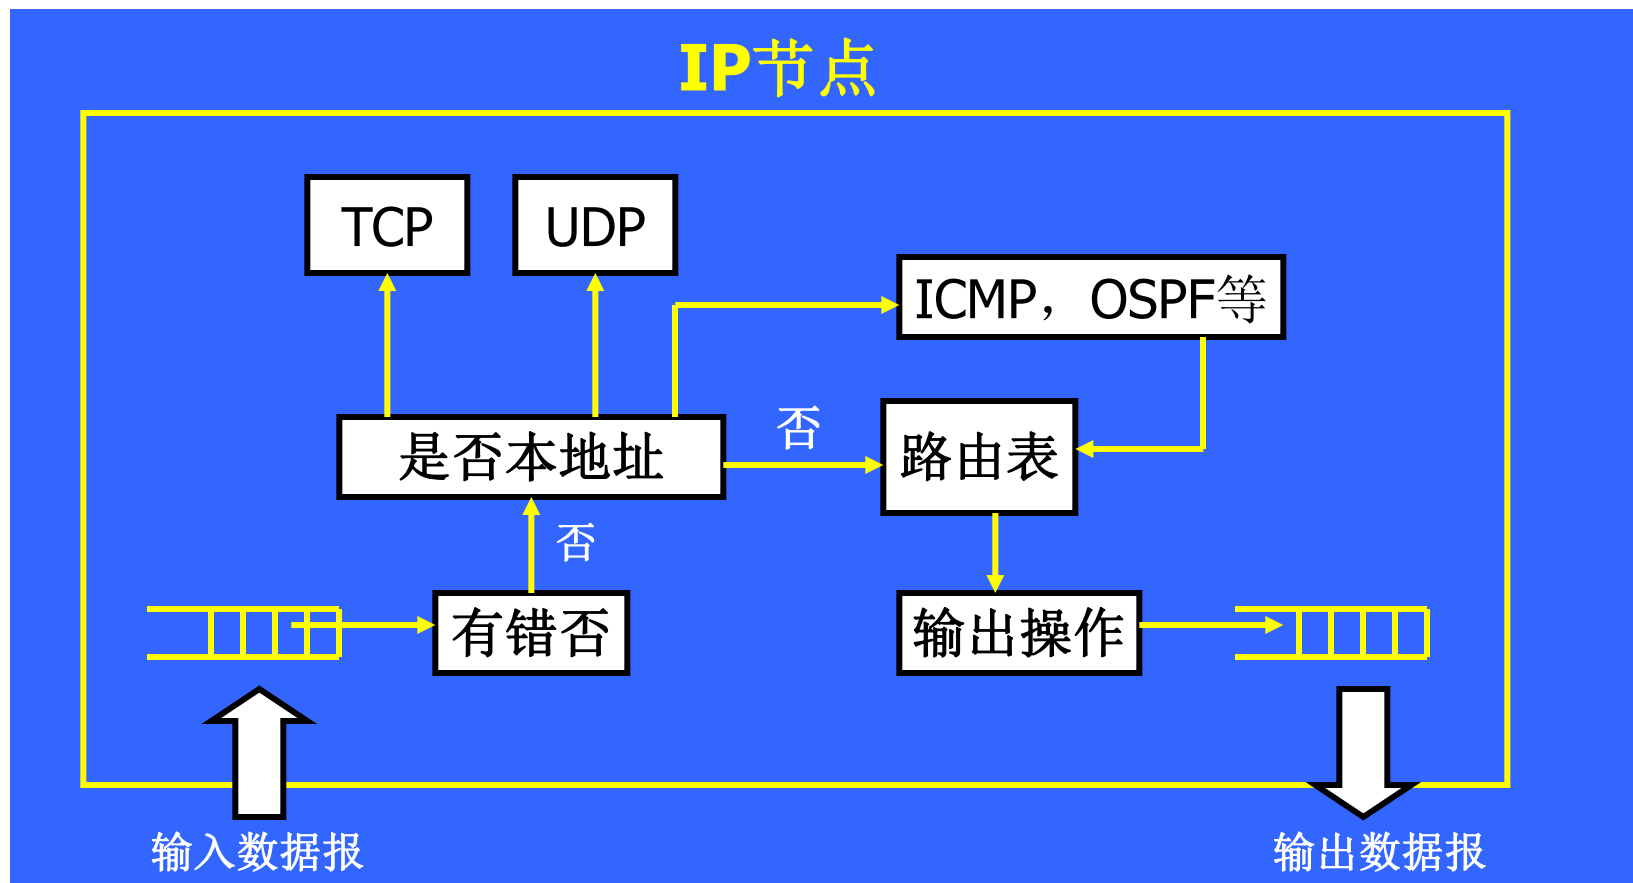 IP节点
TCP
UDP
ICMP，OSPF等
否
是否本地址
路由表
否
有错否
输出操作
输入数据报
输出数据报